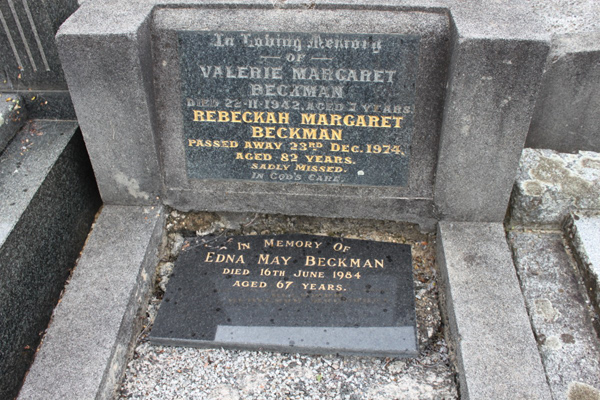 In Loving Memory
— OF —
VALERIE MARGARET
BECKMAN
DIED 22-11-1942, AGED 7 YEARS.
REBECKAH MARGARET
BECKMAN
PASSED AWAY 23RD DEC. 1974,
AGED 82 YEARS.
SADLY MISSED.
IN GOD'S CARE.
IN MEMORY OF
EDNA MAY BECKMAN
DIED 16TH JUNE 1984
AGED 67 YEARS.